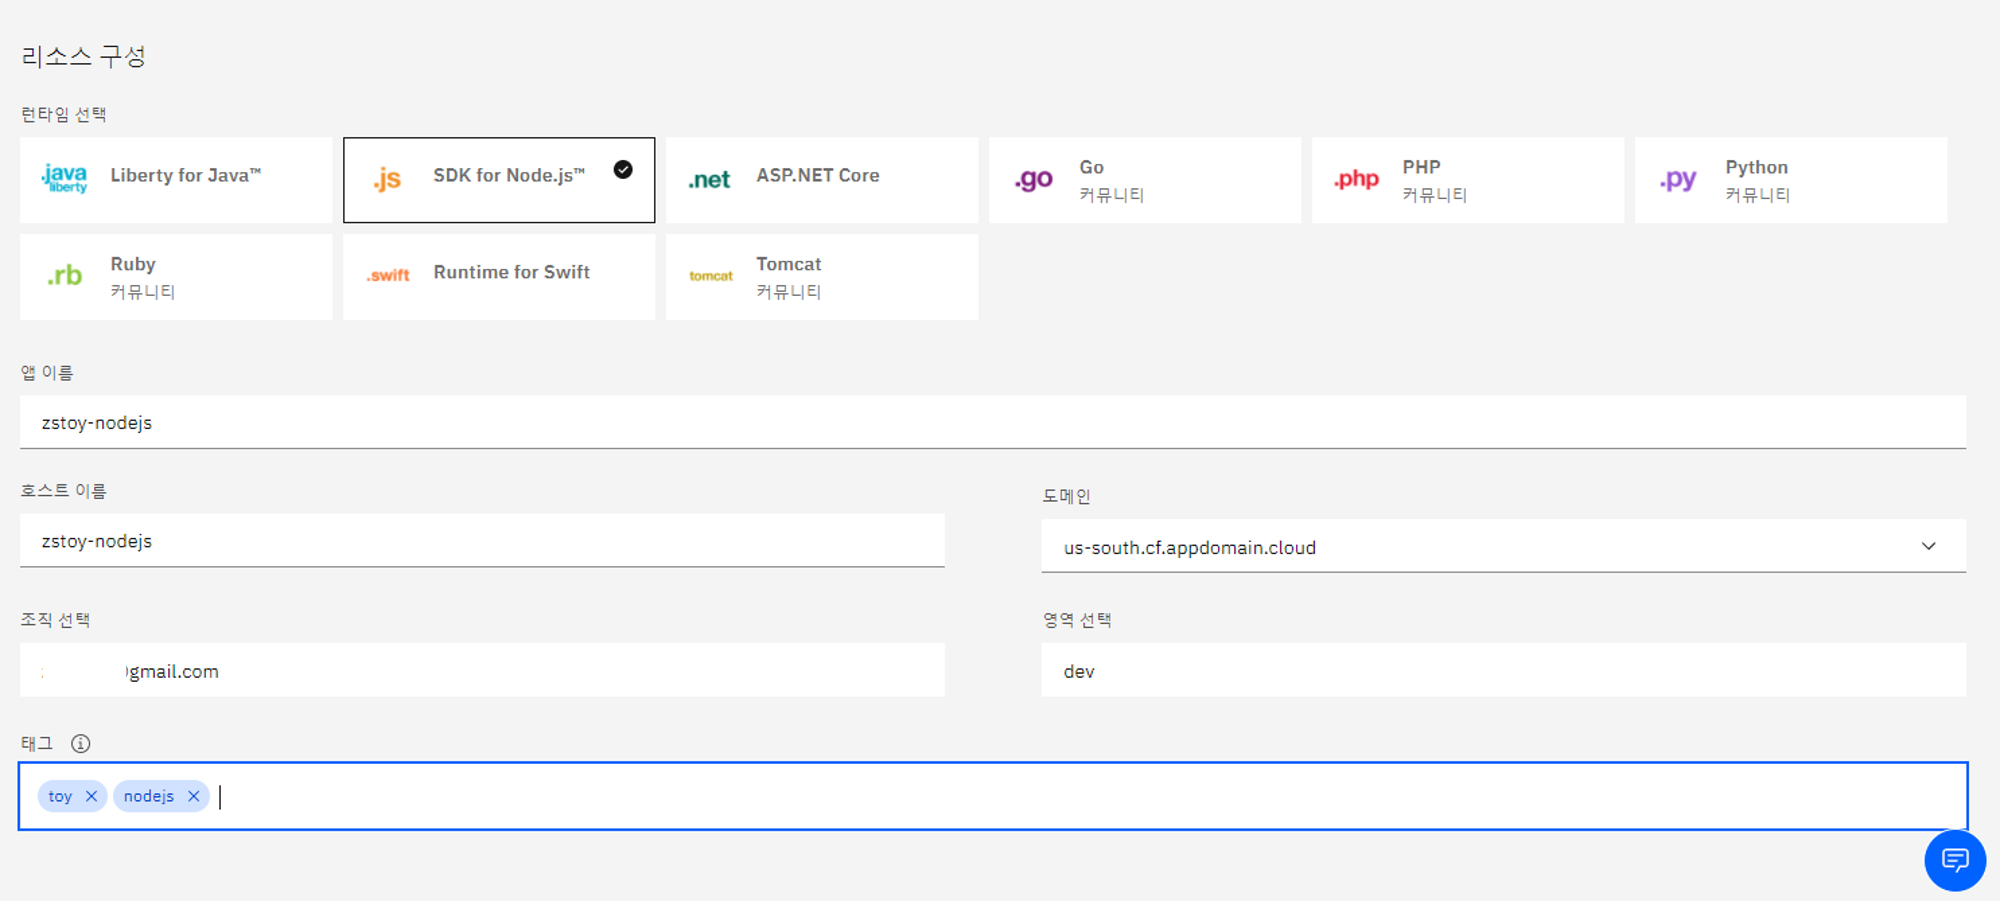 리소스 구성
런타임 선택
.java liberty Liberty for Java™
.js SDK for Node.js™
.net ASP.NET Core
.go Go 커뮤니티
.php PHP 커뮤니티
.py Python 커뮤니티
.rb Ruby 커뮤니티
.swift Runtime for Swift
tomcat Tomcat 커뮤니티
앱 이름
zstoy-nodejs
호스트 이름
도메인
zstoy-nodejs
us-south.cf.appdomain.cloud
조직 선택
영역 선택
gmail.com
dev
태그
toy nodejs